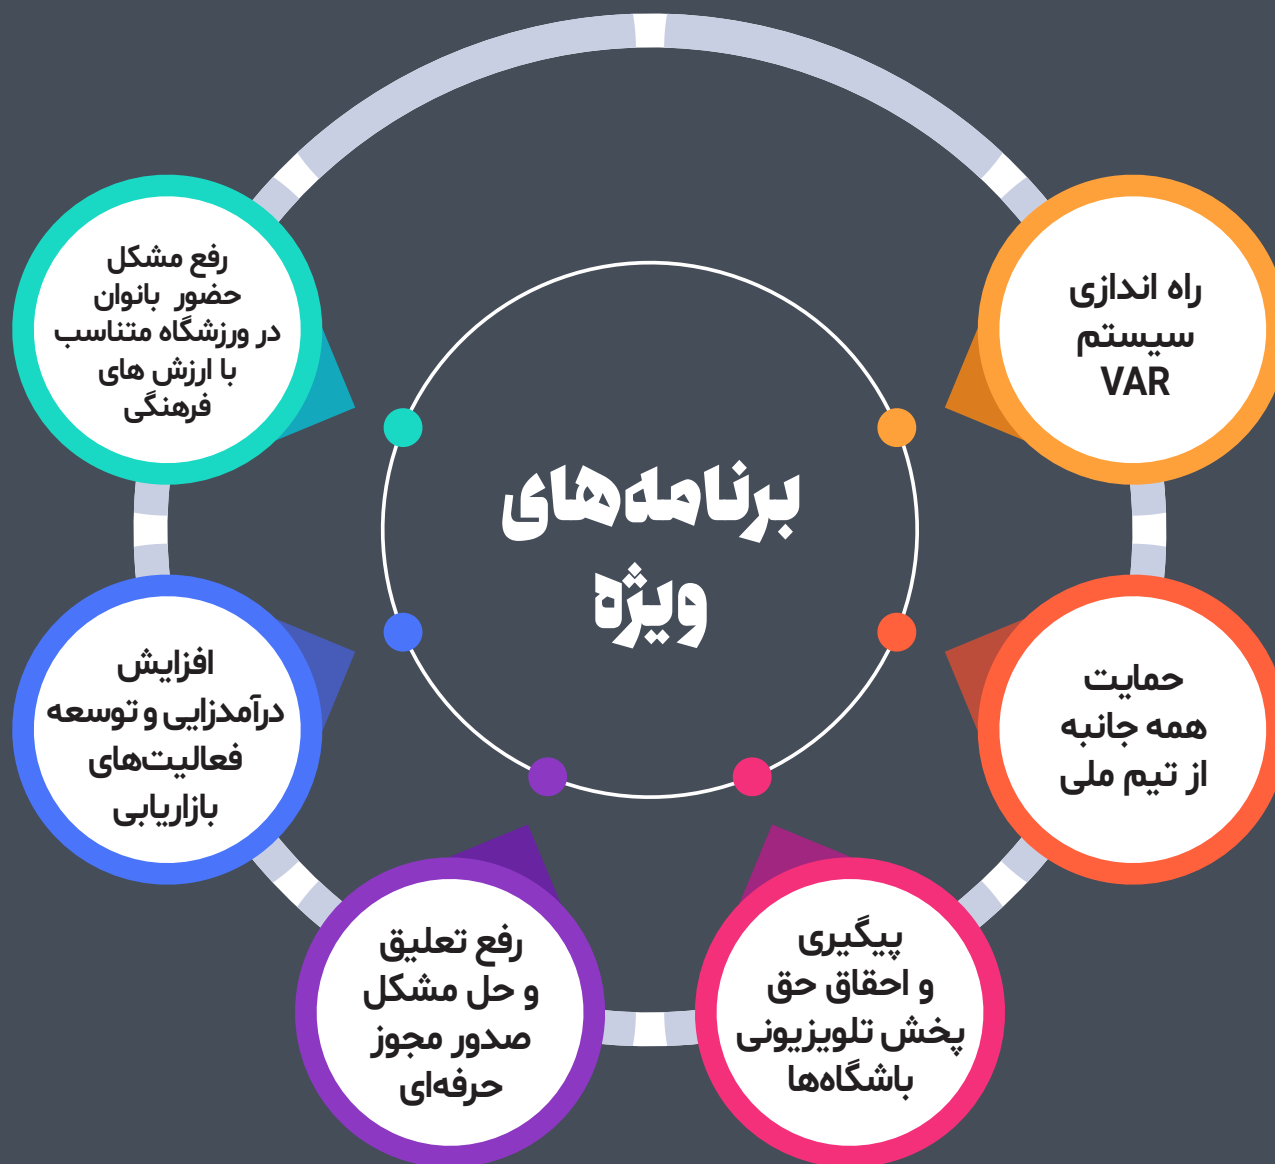 برنامه‌های
ویژه
راه اندازی
سیستم
VAR
حمایت
همه جانبه
از تیم ملی
پیگیری
و احقاق حق
پخش تلویزیونی
باشگاه‌ها
رفع تعلیق
و حل مشکل
صدور مجوز
حرفه‌ای
افزایش
درآمدزایی و توسعه
فعالیت‌های
بازاریابی
رفع مشکل
حضور بانوان
در ورزشگاه متناسب
با ارزش های
فرهنگی